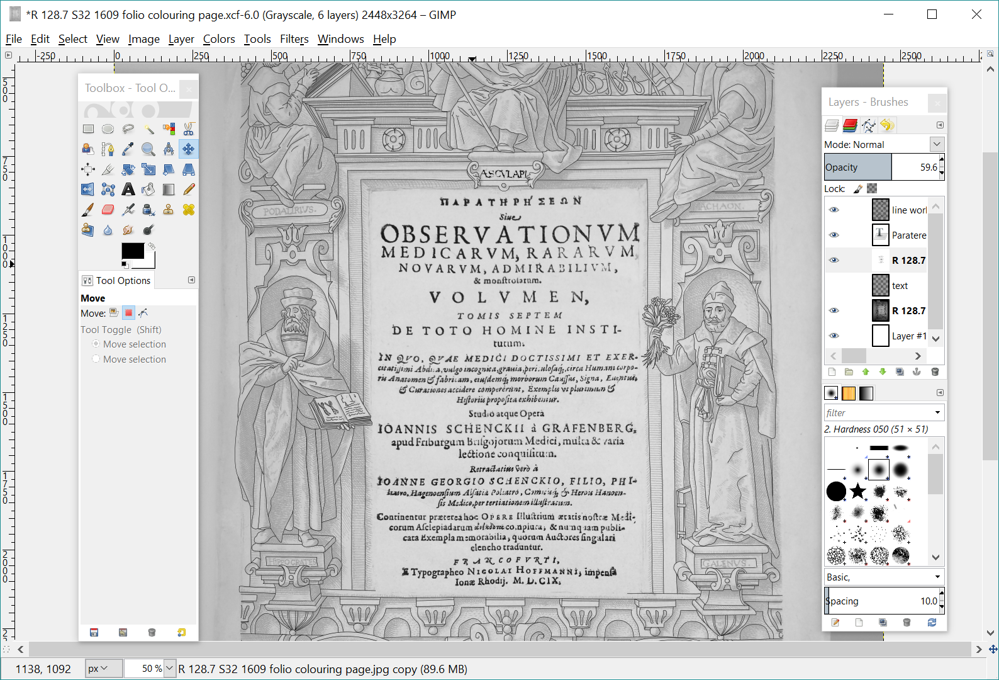 *R 128.7 S32 1609 folio colouring page.xcf-6.0 (Grayscale, 6 layers) 2448x3264 – GIMP
File Edit Select View Image Layer Colors Tools Filters Windows Help
-250 0 250 500 750 1000 1250 1500 1750 2000 2250 2500
500
750
1000
1250
1500
1750
2000
Toolbox - Tool O...
Tool Options
Move
Move:
Tool Toggle (Shift)
Move selection
Move selection
ÆSCVLAPI
PODALIRIVS.
MACHAON.
ΠΑΡΑΤΗΡΗΣΕΩΝ
Siue
OBSERVATIONVM
MEDICARVM, RARARVM,
NOVARVM, ADMIRABILIVM,
& monstrosarum.
VOLVMEN,
TOMIS SEPTEM
DE TOTO HOMINE INSTI-
tutum.
IN QVO, QVAE MEDICI DOCTISSIMI ET EXER-
citatissimi Abdita, vulgo incognita, grauia, periculosaq;, circa Humani corpo-
ris Anatomen & fabricam, eiusdemq; morborum Caussas, Signa, Euentus,
& Curationes accidere compererunt, Exemplis vt plurimum &
Historiis proposita exhibentur.
Studio atque Opera
IOANNIS SCHENCKII à GRAFENBERG,
apud Friburgum Brisgojorum Medici, multa & varia
lectione conquisitum.
Retractatius verò à
IOANNE GEORGIO SCHENCKIO, FILIO, PHI-
Hagenoensium Alsatiæ & Herois Hanoen-
sis Medico, per tertiationem illustratum.
Continentur præterea hoc OPERE Illustrium ætatis nostræ Medi-
corum Asclepiadarum & nunquam publi-
cata Exempla memorabilia, quorum Auctores singulari
elencho traduntur.
FRANCOFVRTI,
Typographeo NICOLAI HOFFMANNI, impensa
Ionæ Rhodij. M. D. CIX.
HIPPOCRATES
GALENVS.
Layers - Brushes
Mode: Normal
Opacity 59.6
Lock:
line worl
Paratere
R 128.7
text
R 128.7
Layer #1
filter
2. Hardness 050 (51 × 51)
Basic,
Spacing 10.0
1138, 1092 px 50 % R 128.7 S32 1609 folio colouring page.jpg copy (89.6 MB)